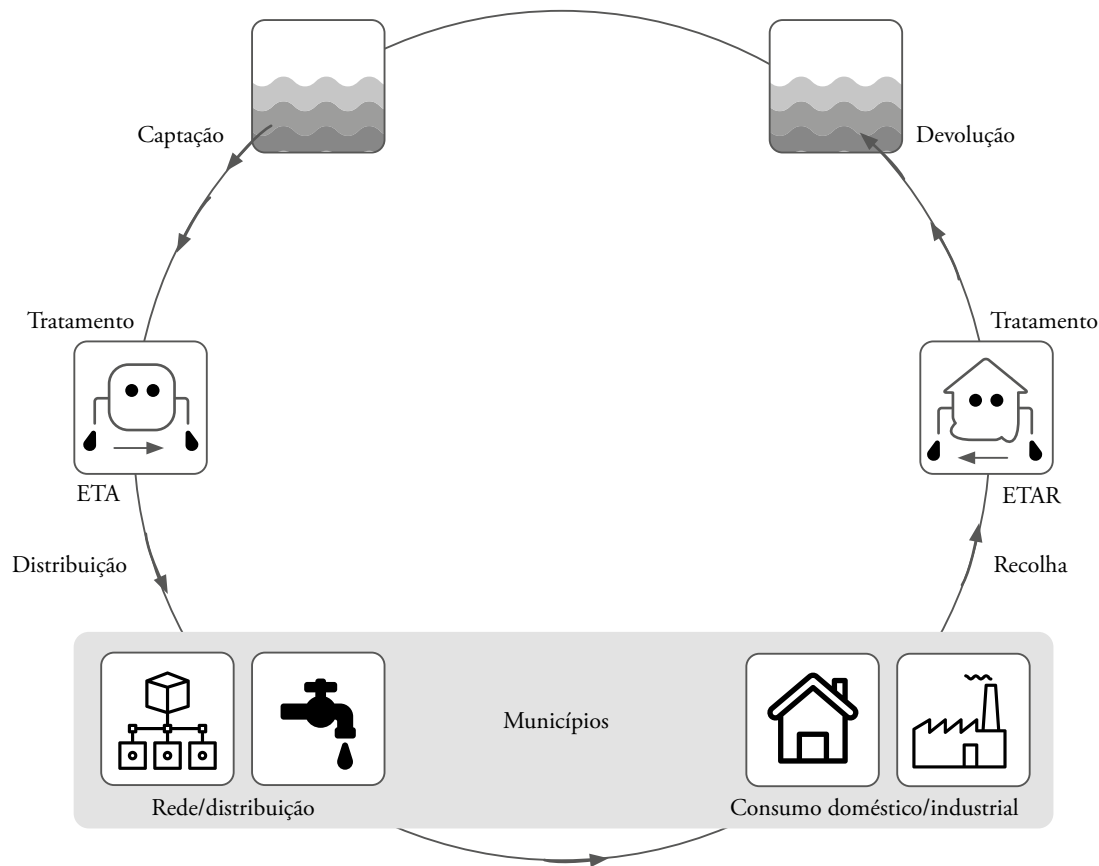 Captação
Devolução
Tratamento
Tratamento
ETA
ETAR
Distribuição
Recolha
Municípios
Rede/distribuição
Consumo doméstico/industrial